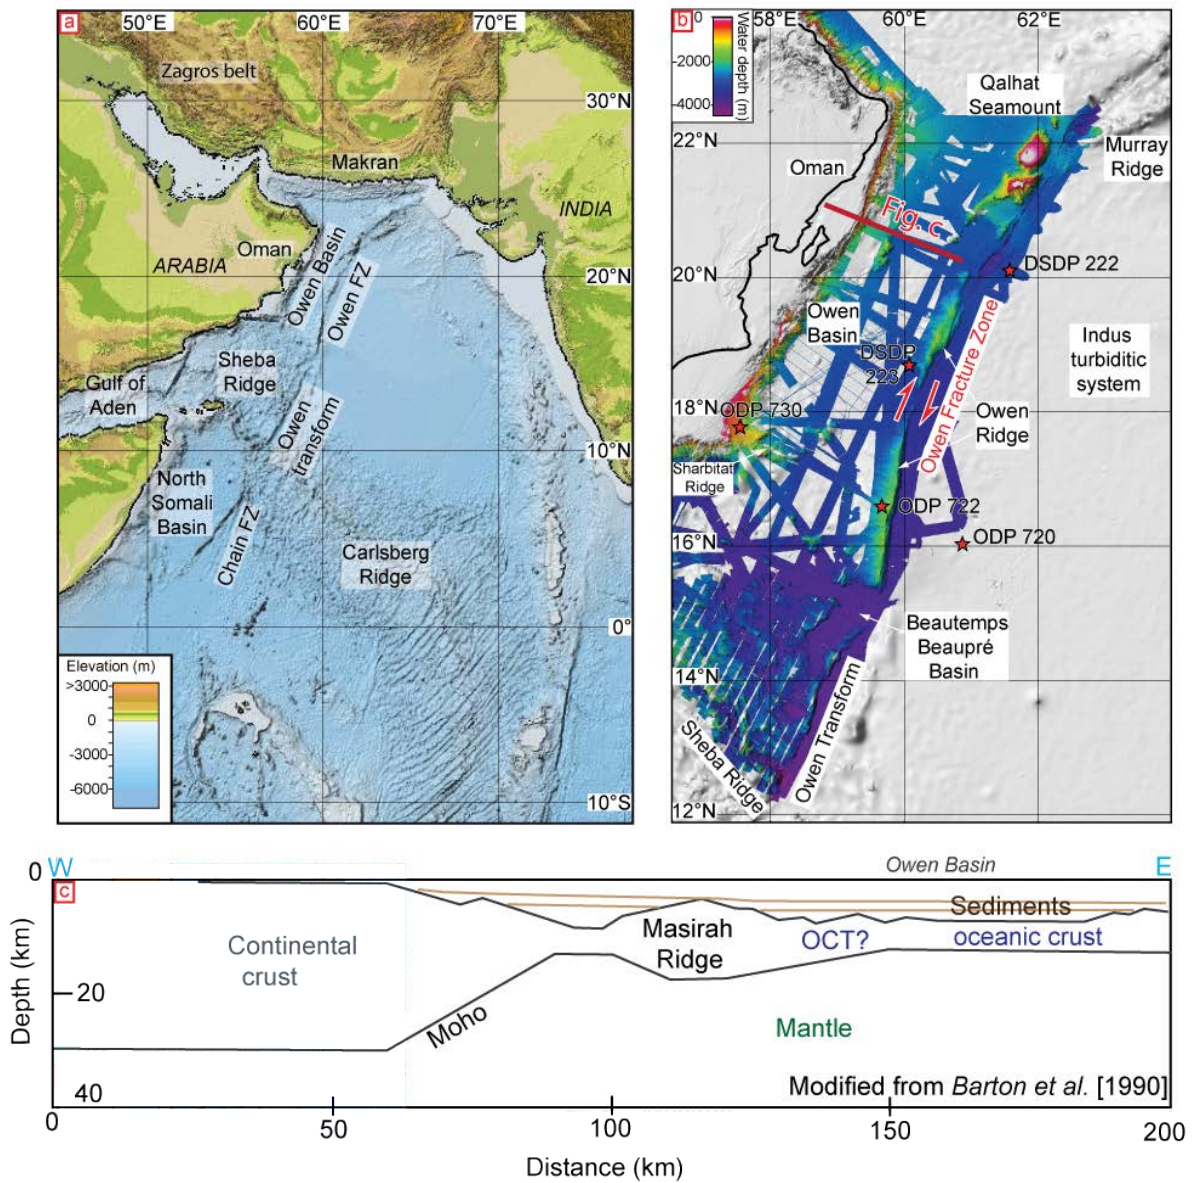 a
50°E
60°E
70°E
Zagros belt
30°N
Makran
INDIA
Oman
ARABIA
Owen Basin
Owen FZ
20°N
Sheba
Ridge
Gulf of
Aden
Owen
transform
10°N
North
Somali
Basin
Chain FZ
Carlsberg
Ridge
0°
Elevation (m)
>3000
0
-3000
-6000
10°S
b
0
-2000
-4000
Water depth (m)
58°E
60°E
62°E
Qalhat
Seamount
22°N
Murray
Ridge
Oman
Fig. c
20°N
DSDP 222
Owen
Basin
DSDP
223
Indus
turbiditic
system
Owen Fracture Zone
18°N
ODP 730
Owen
Ridge
Sharbitat
Ridge
ODP 722
16°N
ODP 720
Beautemps
Beaupré
Basin
14°N
Owen Transform
Sheba Ridge
12°N
W
Owen Basin
E
0
c
Sediments
Continental
crust
Masirah
Ridge
OCT?
oceanic crust
Depth (km)
20
Moho
Mantle
40
Modified from Barton et al. [1990]
0
50
100
150
200
Distance (km)